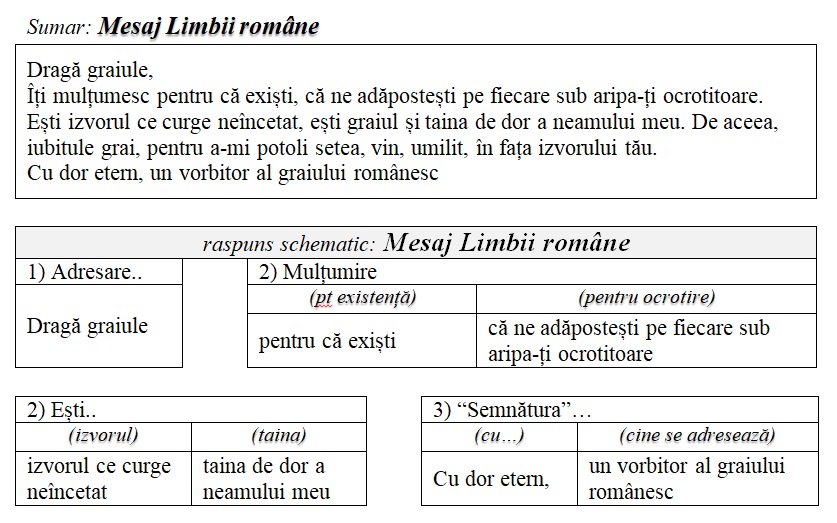 Sumar: Mesaj Limbii române
Dragă graiule,
Îți mulțumesc pentru că exiști, că ne adăpostești pe fiecare sub aripa-ți ocrotitoare.
Ești izvorul ce curge neîncetat, ești graiul și taina de dor a neamului meu. De aceea,
iubitule grai, pentru a-mi potoli setea, vin, umilit, în fața izvorului tău.
Cu dor etern, un vorbitor al graiului românesc
raspuns schematic: Mesaj Limbii române
1) Adresare..
Dragă graiule
2) Mulțumire
(pt existență)
(pentru ocrotire)
pentru că exiști
că ne adăpostești pe fiecare sub
aripa-ți ocrotitoare
2) Ești..
(izvorul)
(taina)
izvorul ce curge
neîncetat
taina de dor a
neamului meu
3) “Semnătura”…
(cu…)
(cine se adresează)
Cu dor etern,
un vorbitor al graiului
românesc